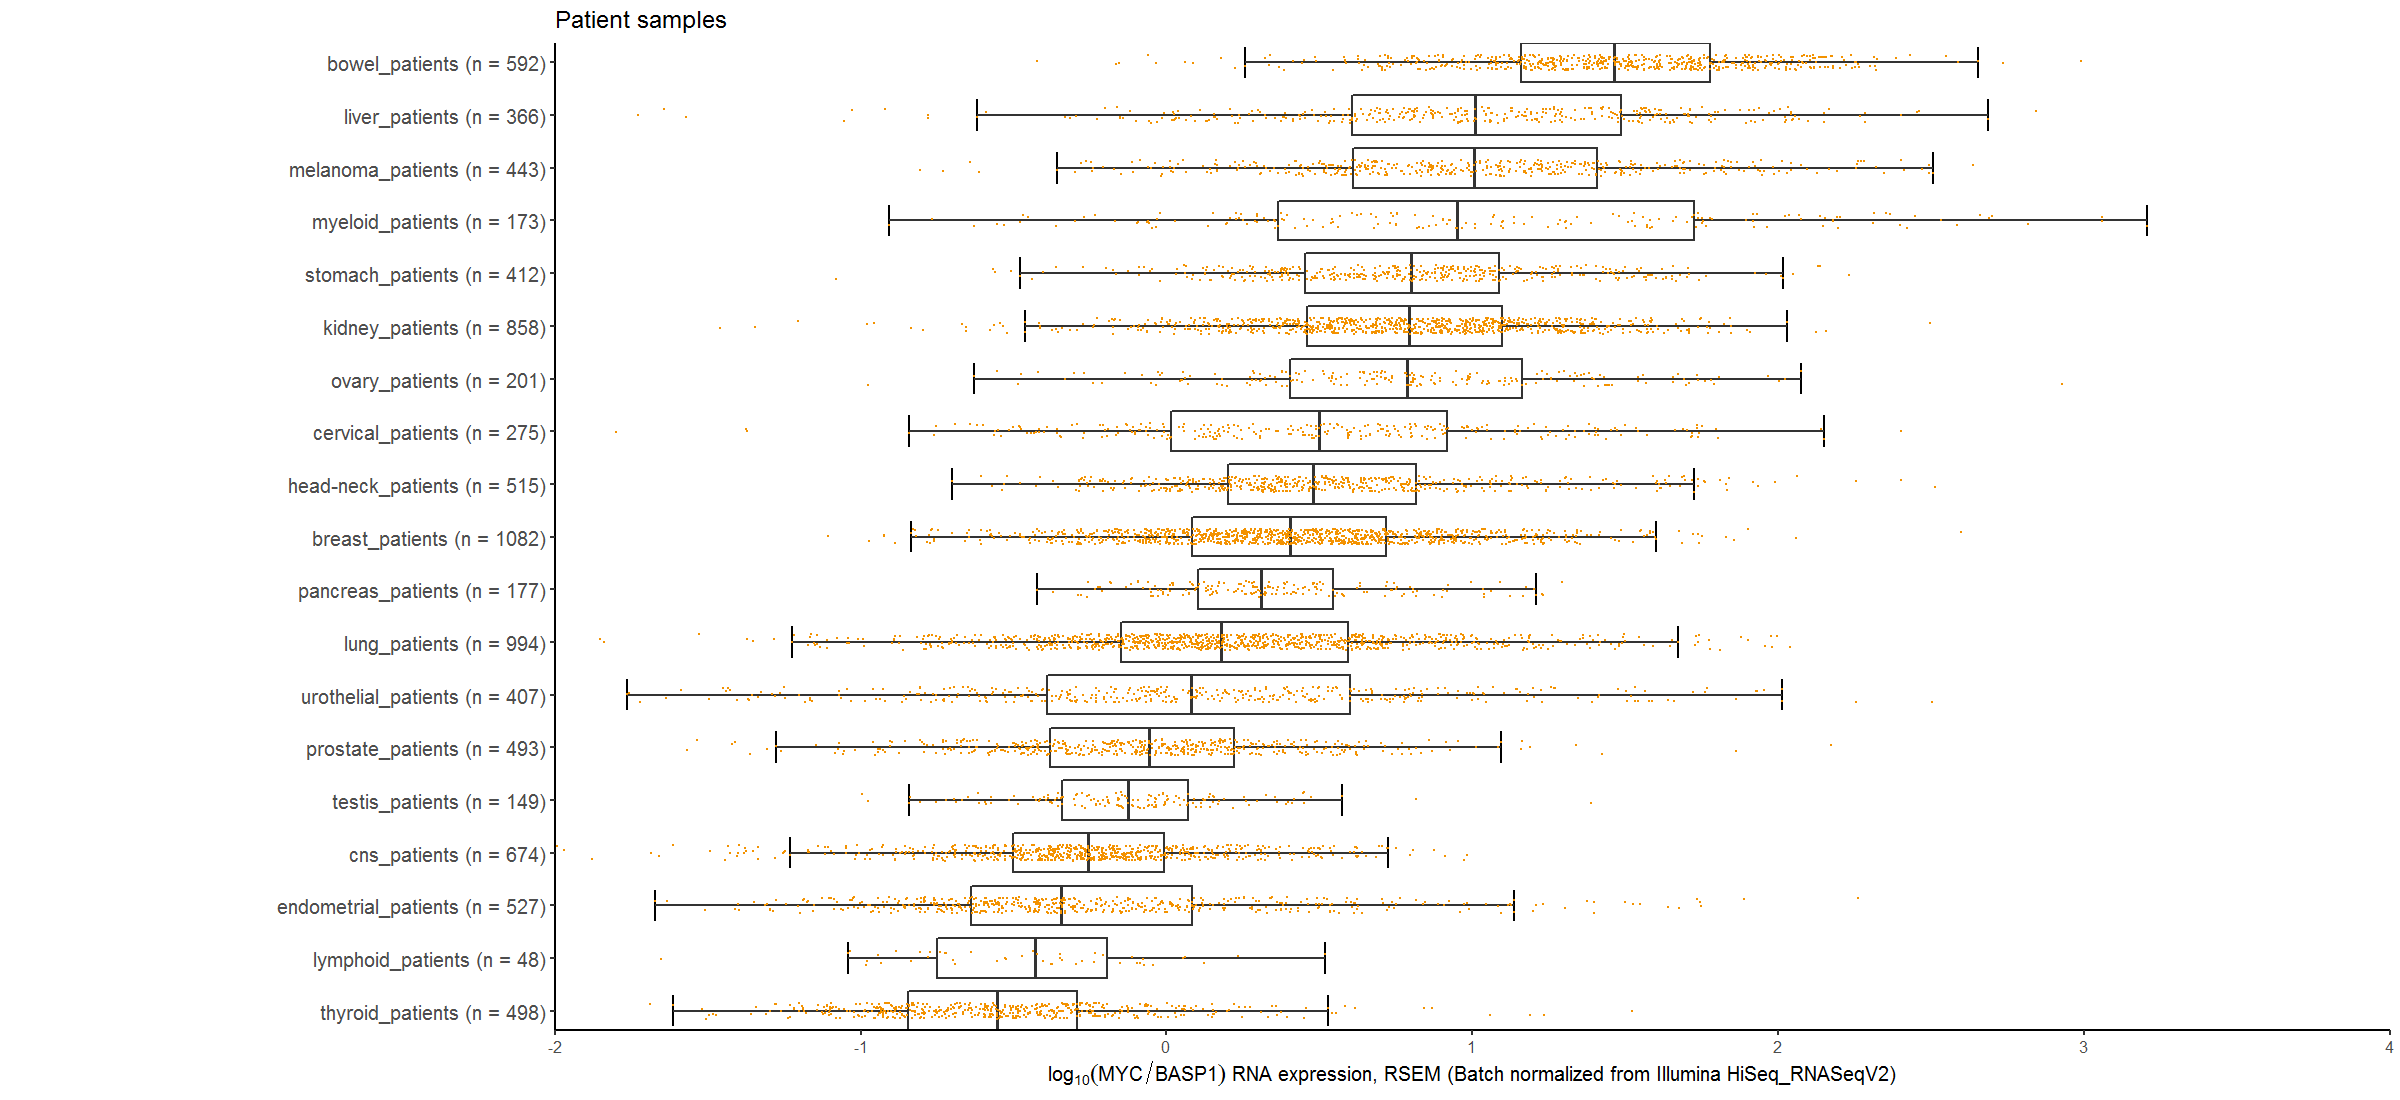 Patient samples
bowel_patients (n = 592)
liver_patients (n = 366)
melanoma_patients (n = 443)
myeloid_patients (n = 173)
stomach_patients (n = 412)
kidney_patients (n = 858)
ovary_patients (n = 201)
cervical_patients (n = 275)
head-neck_patients (n = 515)
breast_patients (n = 1082)
pancreas_patients (n = 177)
lung_patients (n = 994)
urothelial_patients (n = 407)
prostate_patients (n = 493)
testis_patients (n = 149)
cns_patients (n = 674)
endometrial_patients (n = 527)
lymphoid_patients (n = 48)
thyroid_patients (n = 498)
-2 -1 0 1 2 3 4
log₁₀(MYC/BASP1) RNA expression, RSEM (Batch normalized from Illumina HiSeq_RNASeqV2)